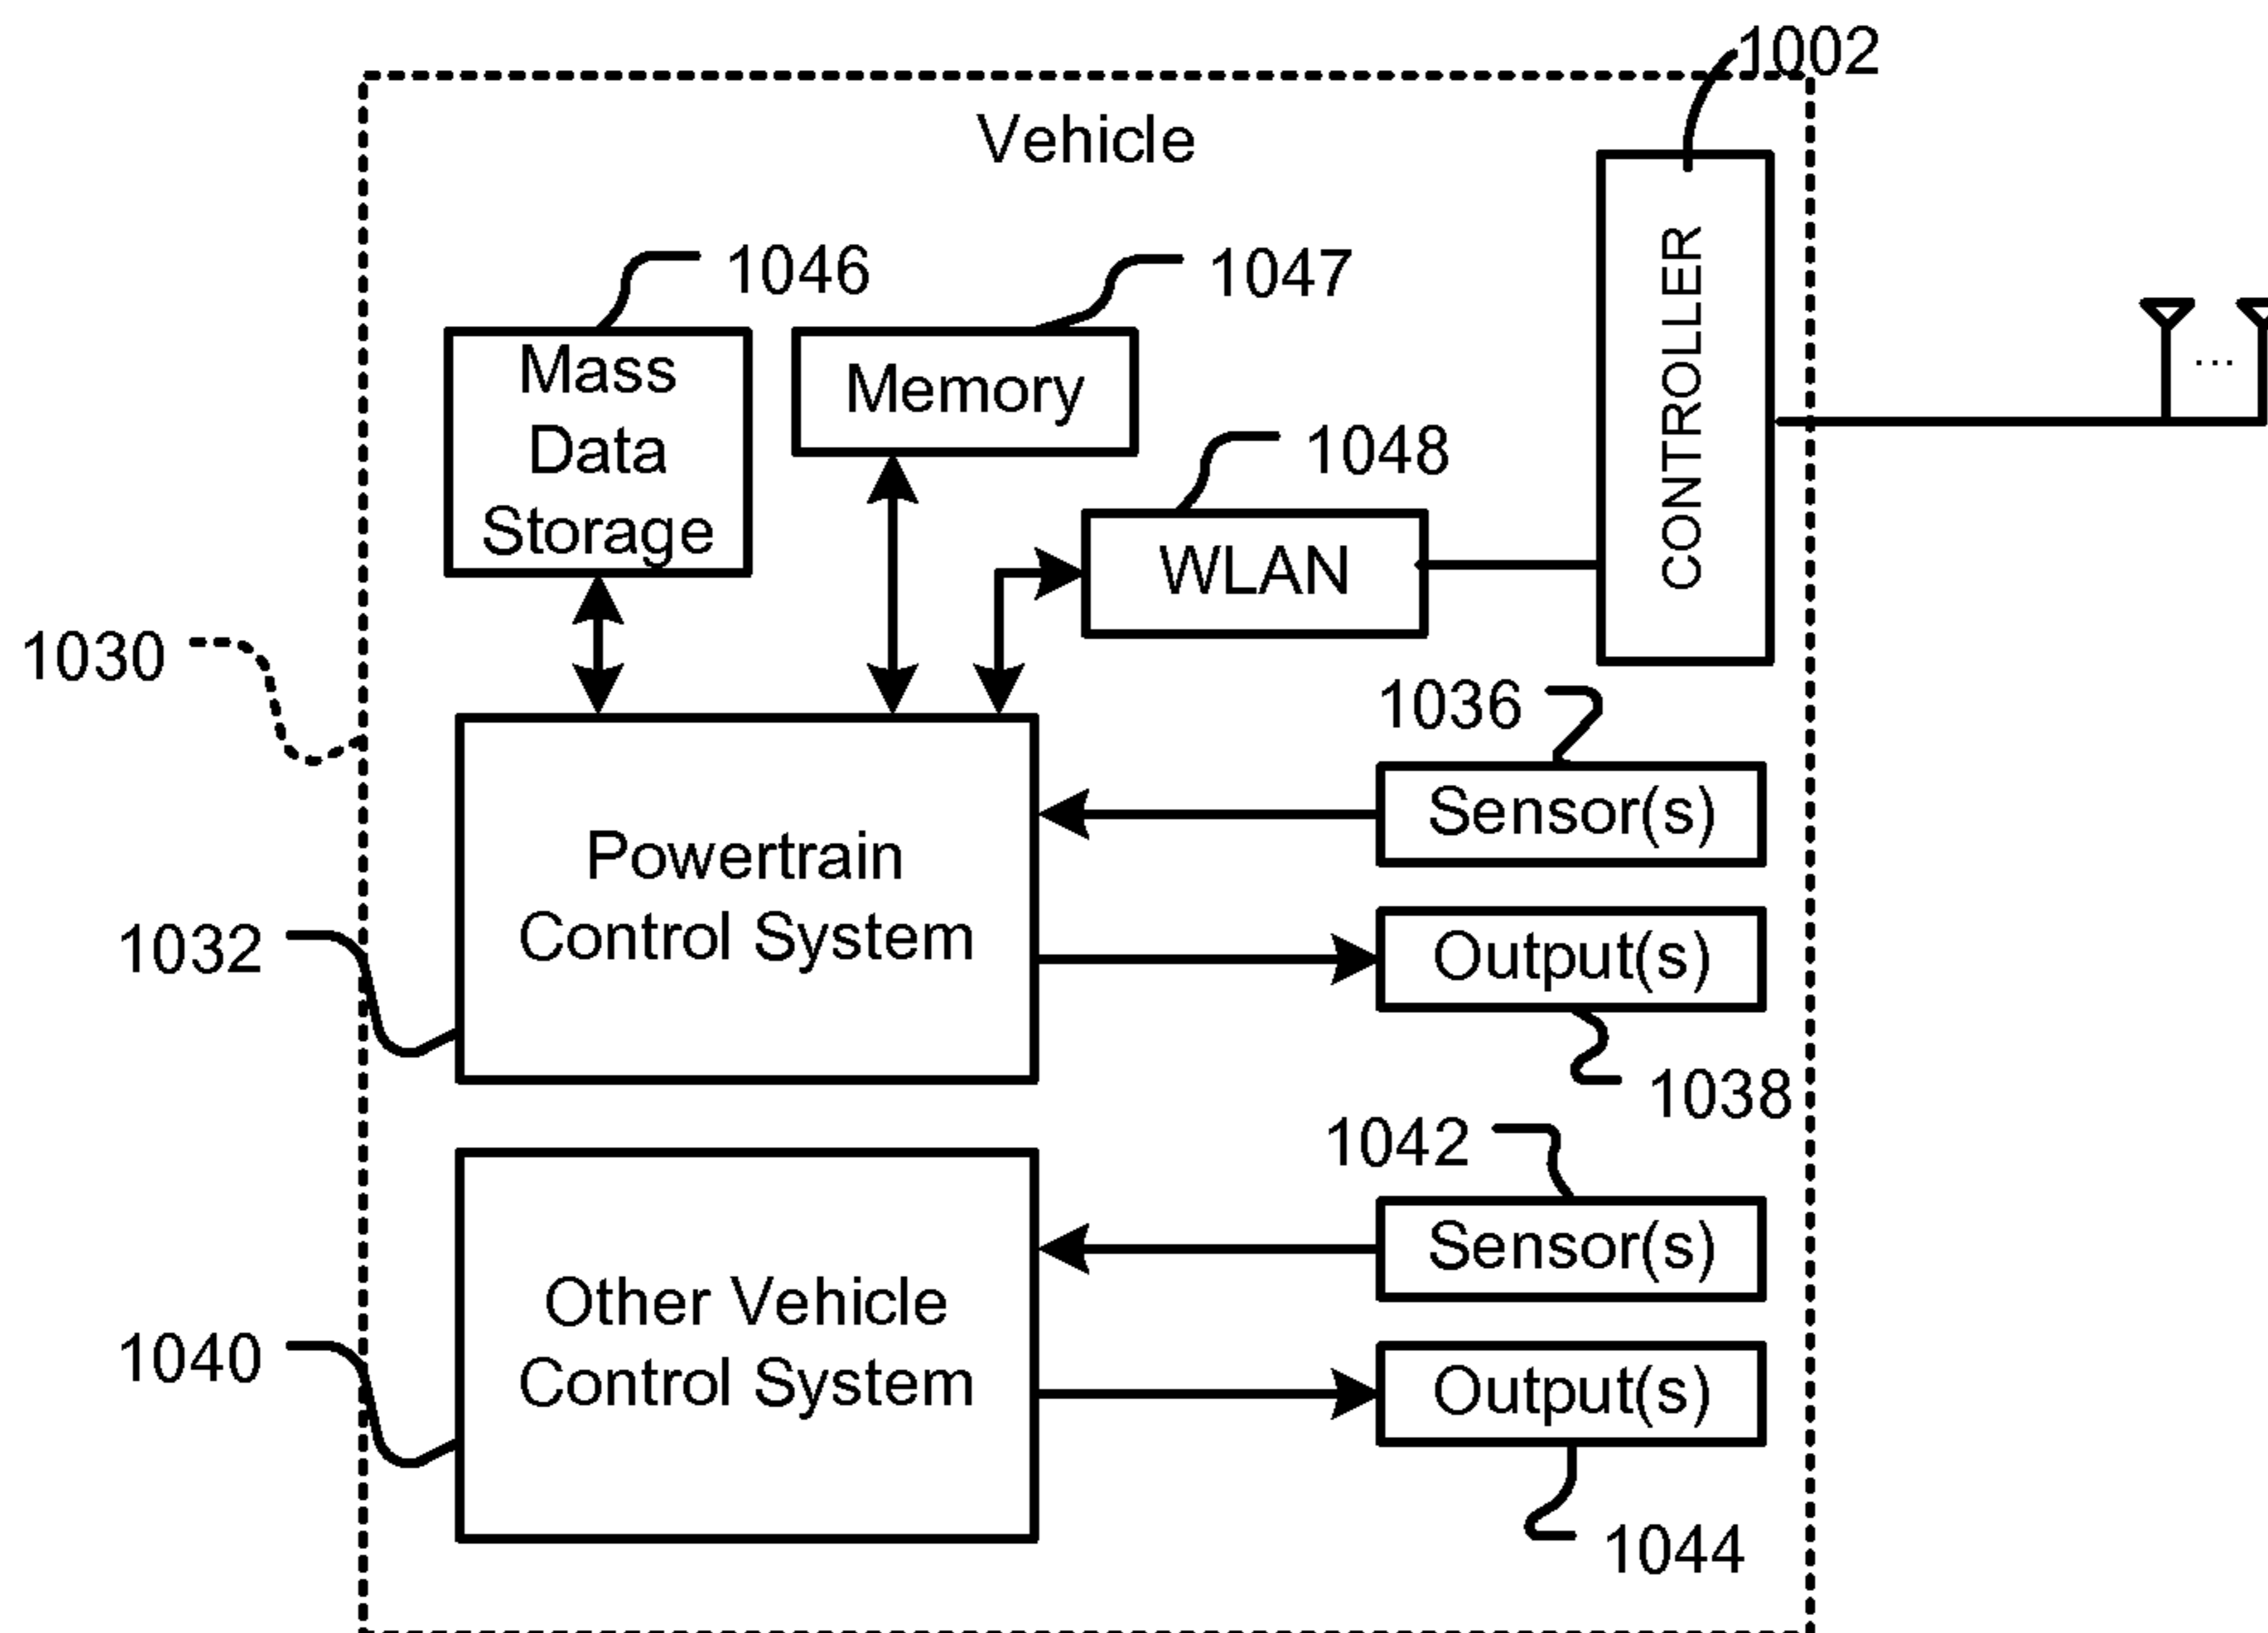 1002
Vehicle
1046
1047
Mass
Data
Storage
Memory
CONTROLLER
...
1048
WLAN
1030
1036
Sensor(s)
Powertrain
Control System
1032
Output(s)
1038
1042
Sensor(s)
Other Vehicle
Control System
1040
Output(s)
1044